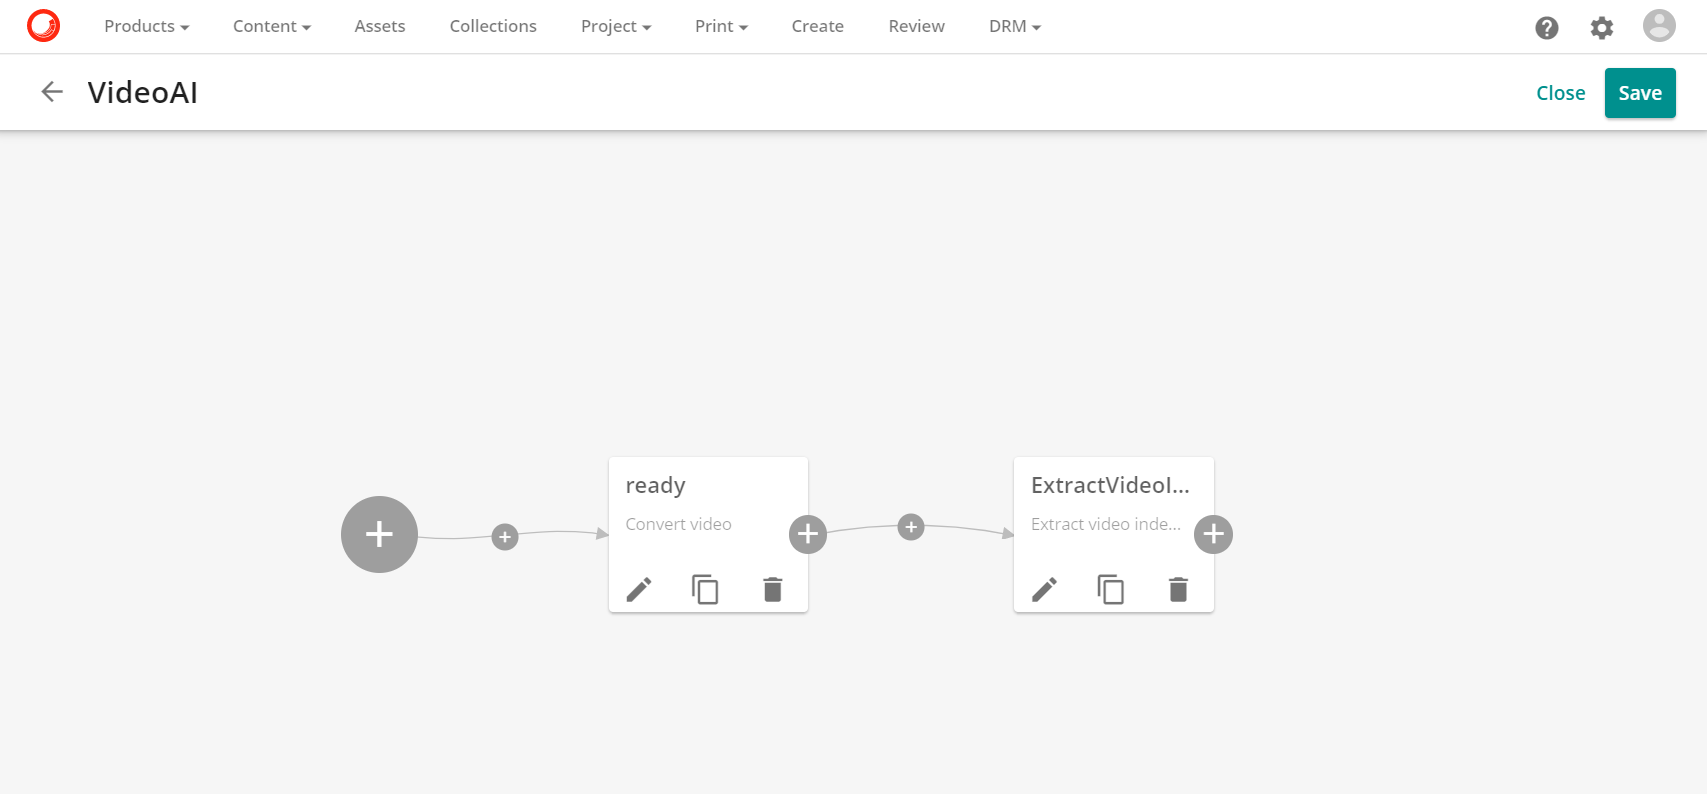 Products Content Assets Collections Project Print Create Review DRM
VideoAI Close Save
ready
Convert video
ExtractVideoI...
Extract video inde...